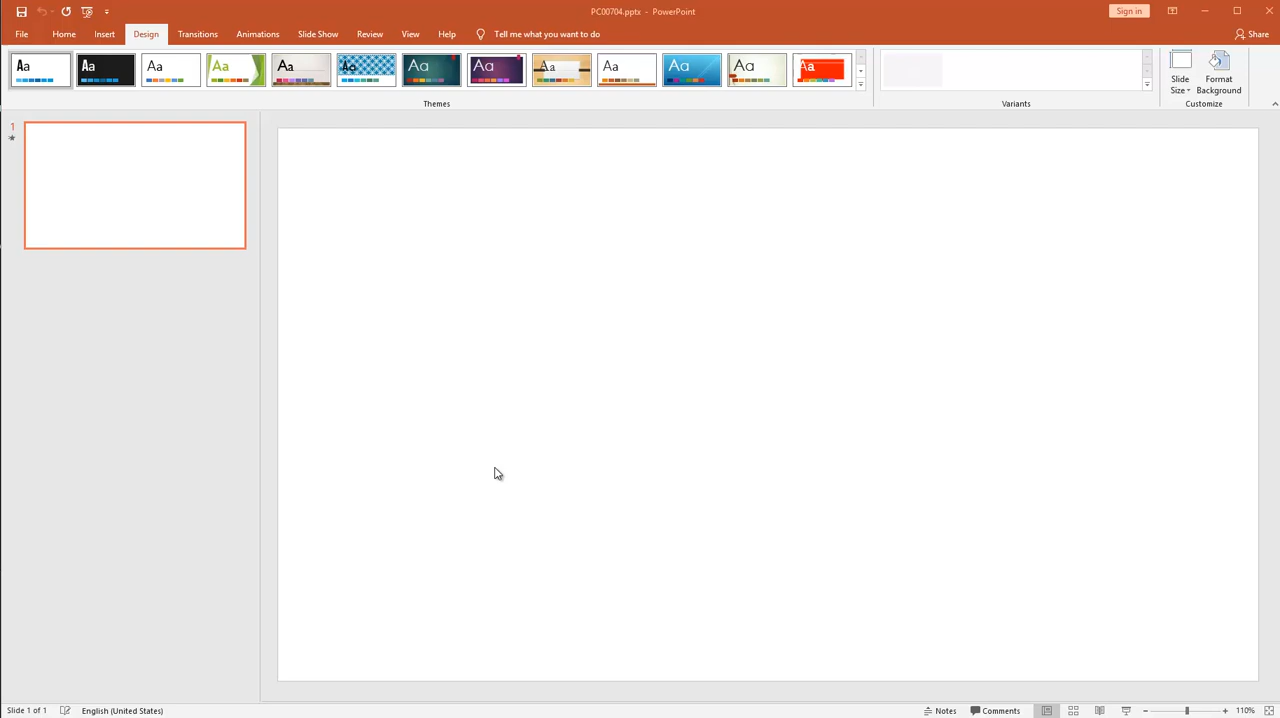 PC00704.pptx - PowerPoint
Sign in
File Home Insert Design Transitions Animations Slide Show Review View Help Tell me what you want to do Share
Aa Aa Aa Aa Aa Aa Aa Aa Aa Aa Aa Aa Aa
Slide Size
Format Background
Themes
Variants
Customize
1
Slide 1 of 1 English (United States) Notes Comments 110%